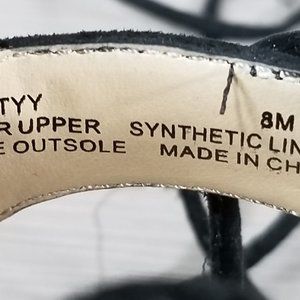 TYY 8M
R UPPER SYNTHETIC LIN
E OUTSOLE MADE IN CH